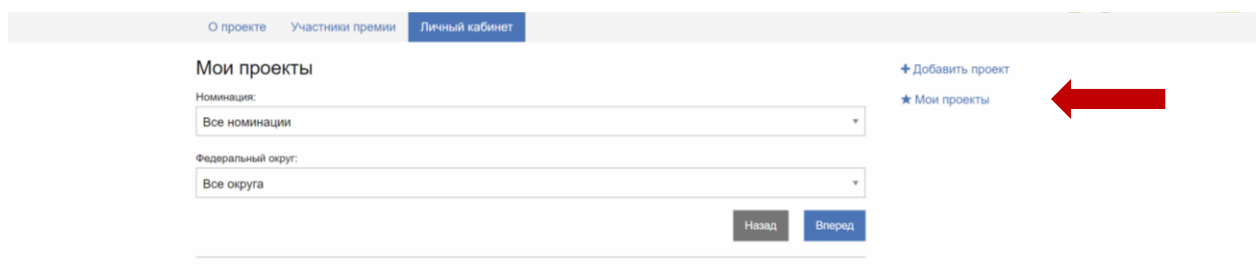 О проекте Участники премии Личный кабинет
Мои проекты
Номинация:
Все номинации
Федеральный округ:
Все округа
Назад Вперед
+ Добавить проект
★ Мои проекты